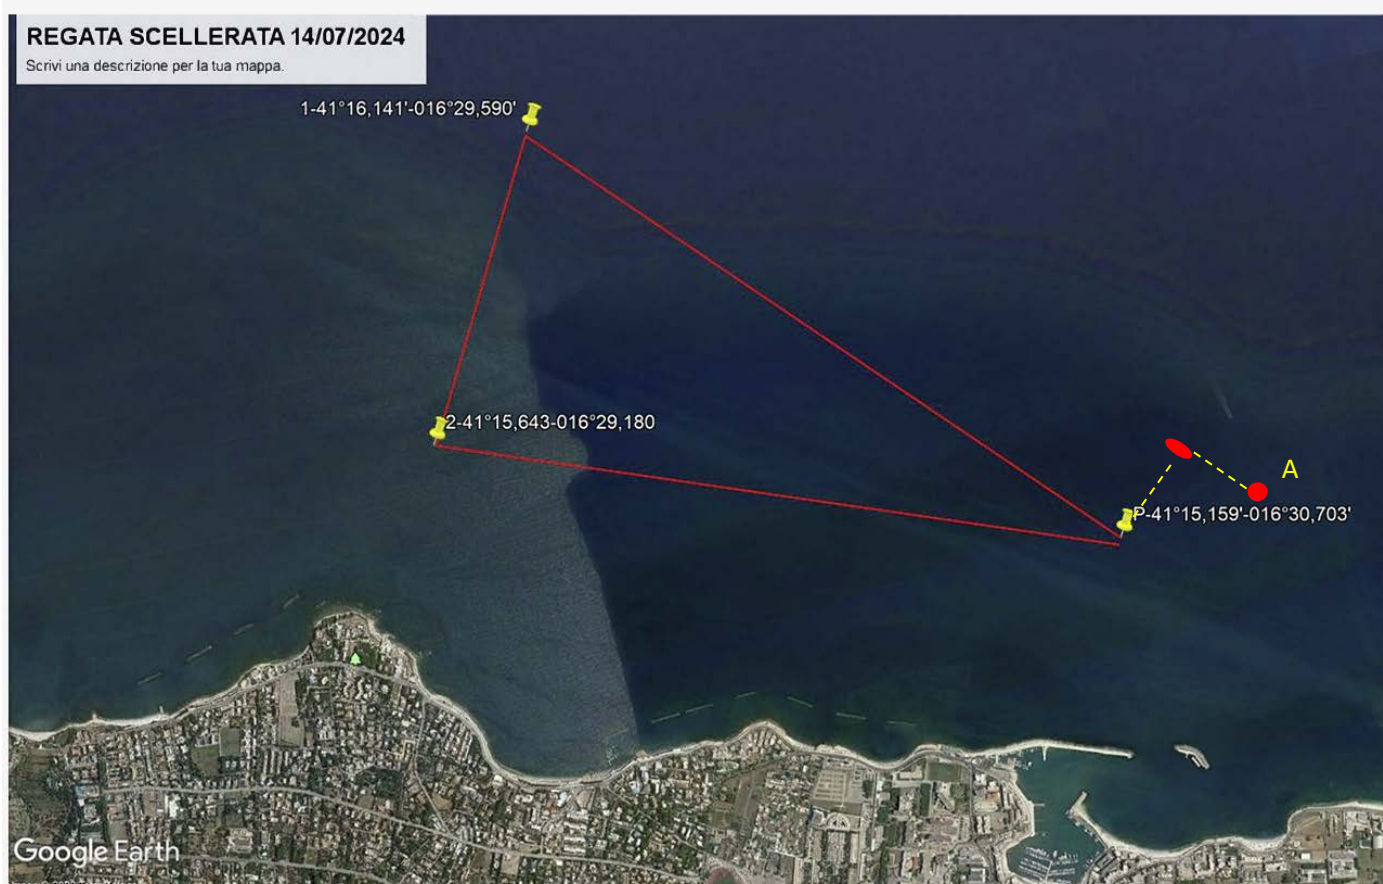 REGATA SCELLERATA 14/07/2024
Scrivi una descrizione per la tua mappa.
1-41°16,141'-016°29,590'
2-41°15,643-016°29,180
A
P-41°15,159'-016°30,703'
Google Earth